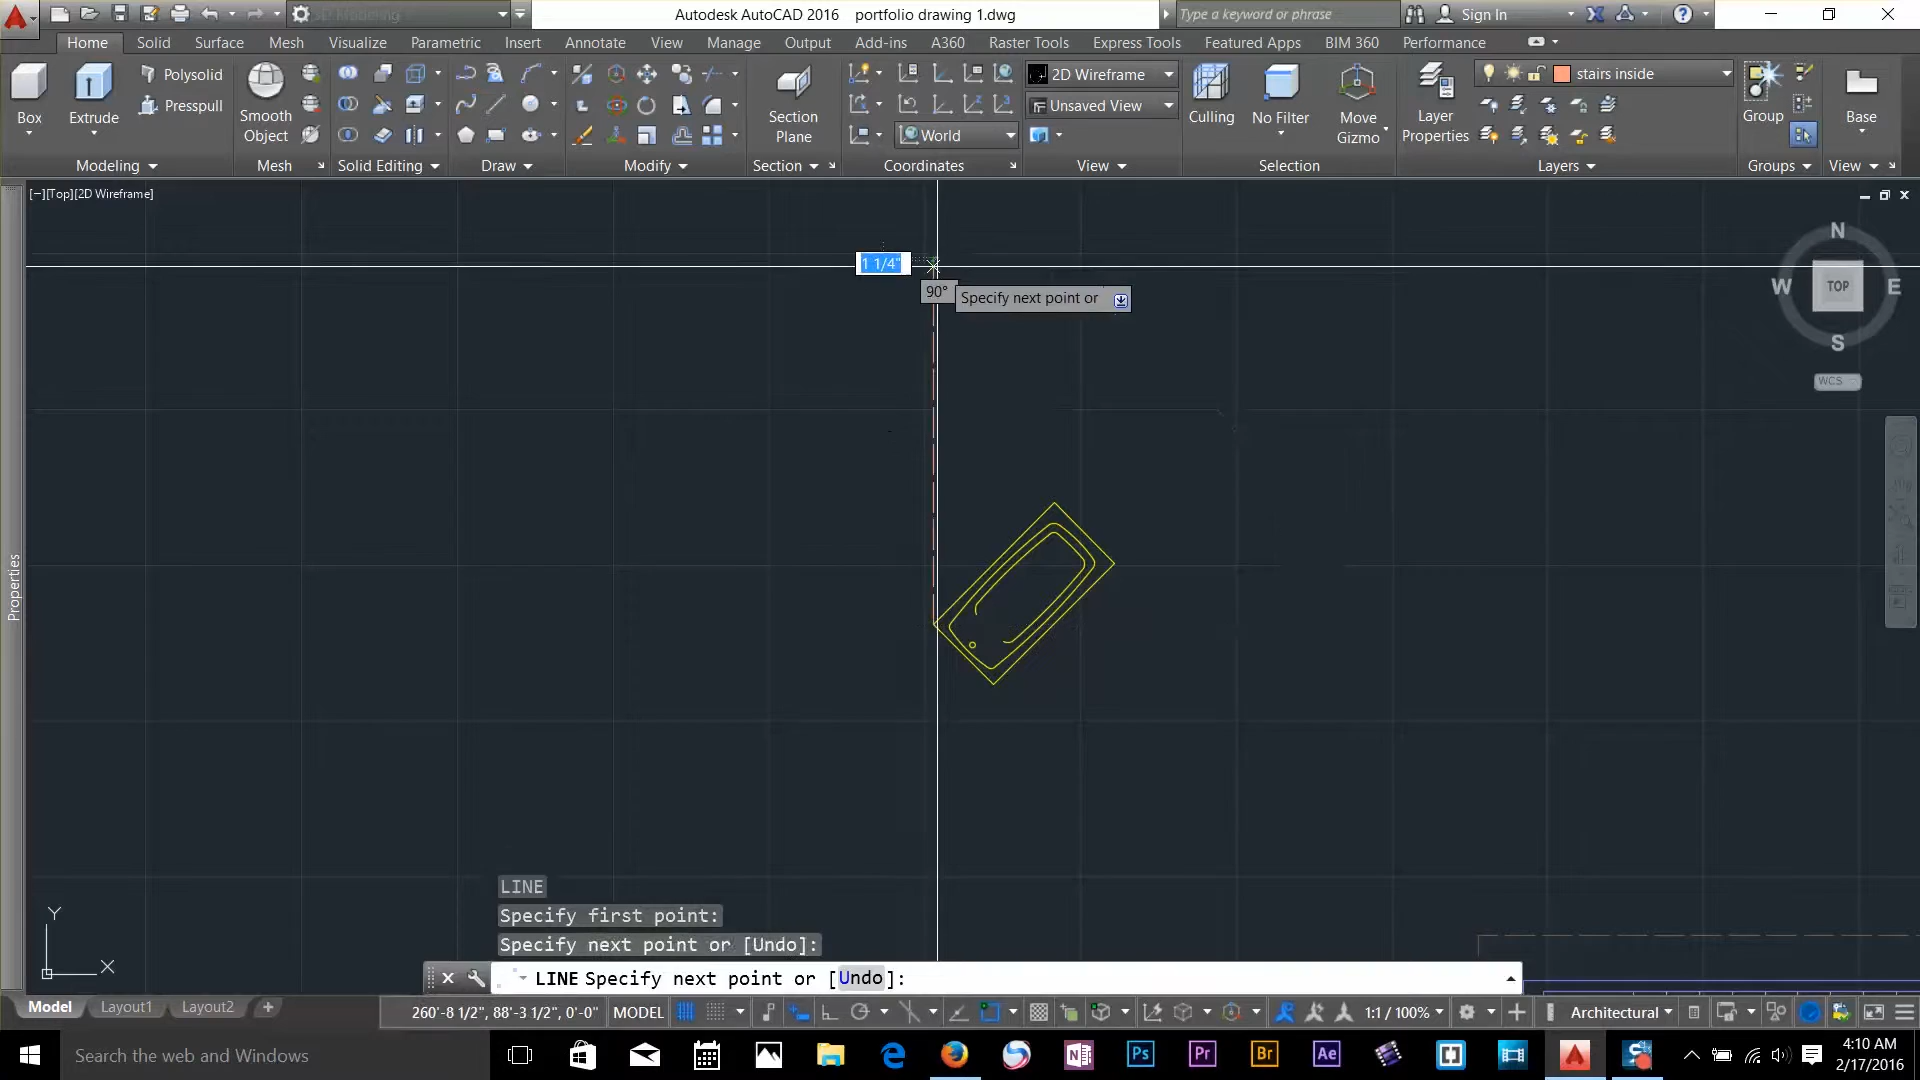 Autodesk AutoCAD 2016 portfolio drawing 1.dwg
Type a keyword or phrase
Sign In
Home Solid Surface Mesh Visualize Parametric Insert Annotate View Manage Output Add-ins A360 Raster Tools Express Tools Featured Apps BIM 360 Performance
Polysolid
Presspull
Box
Extrude
Smooth
Object
Section
Plane
2D Wireframe
Unsaved View
World
Culling
No Filter
Move
Gizmo
Layer
Properties
stairs inside
Group
Base
Modeling Mesh Solid Editing Draw Modify Section Coordinates View Selection Layers Groups View
[−][Top][2D Wireframe]
1 1/4"
90°
Specify next point or
N
W TOP E
S
WCS
Properties
Y
X
LINE
Specify first point:
Specify next point or [Undo]:
LINE Specify next point or [Undo]:
Model Layout1 Layout2 +
260'-8 1/2", 88'-3 1/2", 0'-0" MODEL 1:1 / 100% Architectural
Search the web and Windows
Ps Pr Br Ae
4:10 AM
2/17/2016